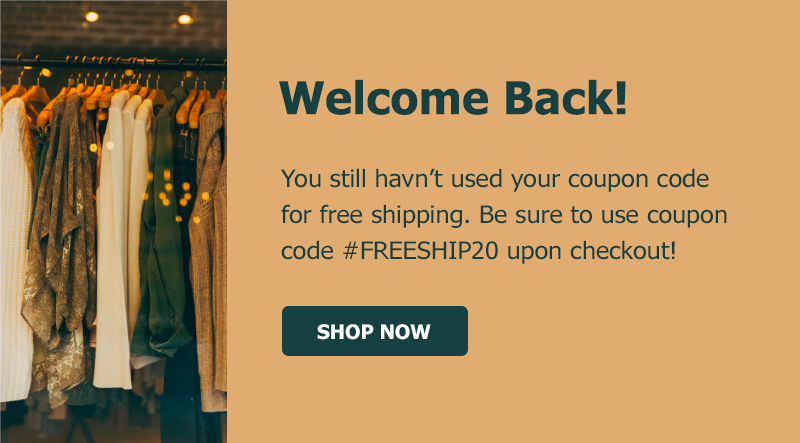 Welcome Back!
You still havn’t used your coupon code
for free shipping. Be sure to use coupon
code #FREESHIP20 upon checkout!
SHOP NOW